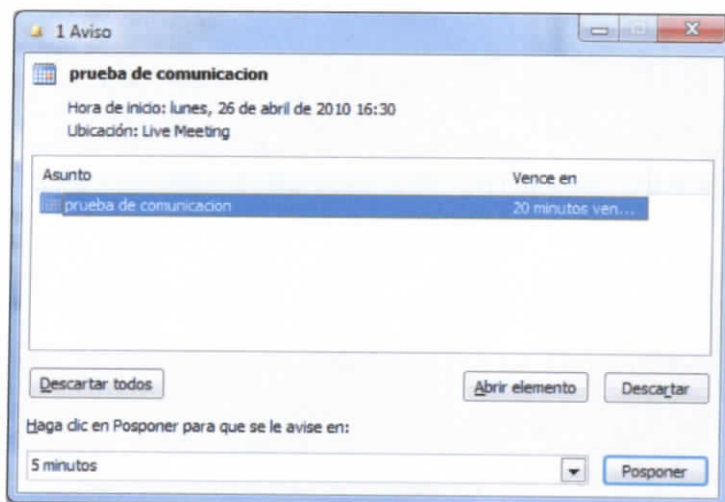 1 Aviso
prueba de comunicacion
Hora de inicio: lunes, 26 de abril de 2010 16:30
Ubicación: Live Meeting
Asunto Vence en
prueba de comunicacion 20 minutos ven...
Descartar todos Abrir elemento Descartar
Haga clic en Posponer para que se le avise en:
5 minutos Posponer